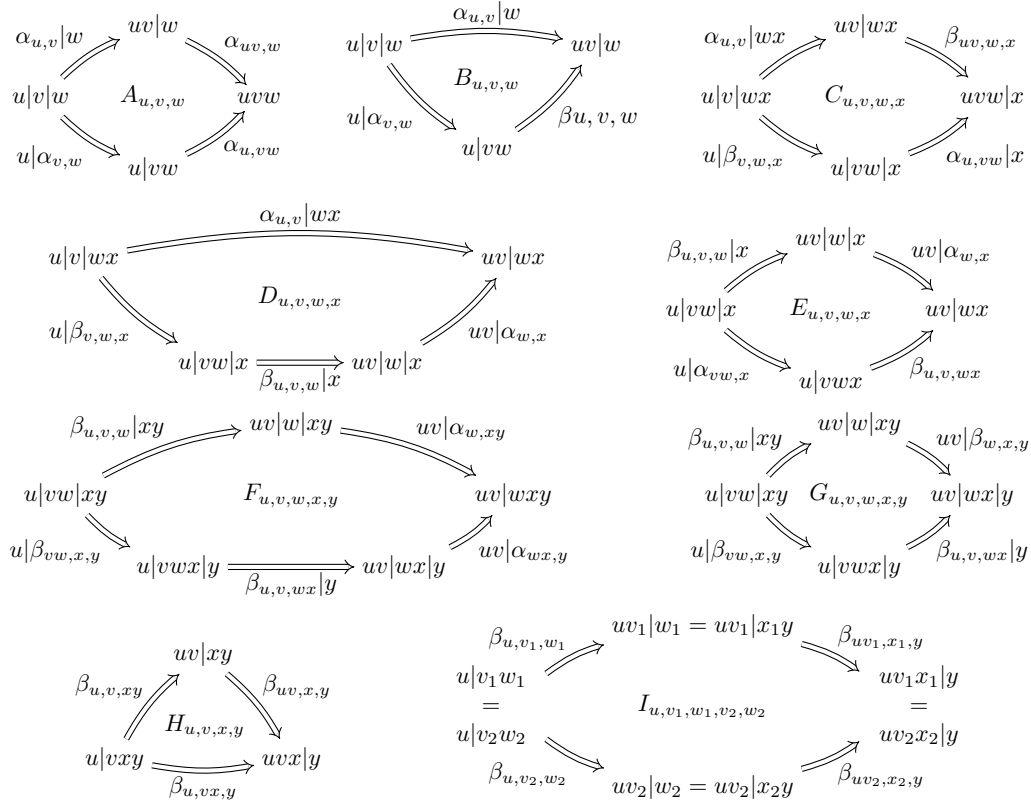 α_{u,v}|w uv|w α_{uv,w}
u|v|w A_{u,v,w} uvw
u|α_{v,w} u|vw α_{u,vw}
α_{u,v}|w
u|v|w uv|w
B_{u,v,w}
u|α_{v,w} βu, v, w
u|vw
α_{u,v}|wx uv|wx β_{uv,w,x}
u|v|wx C_{u,v,w,x} uvw|x
u|β_{v,w,x} u|vw|x α_{u,vw}|x
α_{u,v}|wx
u|v|wx uv|wx
D_{u,v,w,x}
u|β_{v,w,x} uv|α_{w,x}
u|vw|x uv|w|x
β_{u,v,w}|x
β_{u,v,w}|x uv|w|x uv|α_{w,x}
u|vw|x E_{u,v,w,x} uv|wx
u|α_{vw,x} u|vwx β_{u,v,wx}
β_{u,v,w}|xy uv|w|xy uv|α_{w,xy}
u|vw|xy F_{u,v,w,x,y} uv|wxy
u|β_{vw,x,y} u|vwx|y uv|wx|y uv|α_{wx,y}
β_{u,v,wx}|y
β_{u,v,w}|xy uv|w|xy uv|β_{w,x,y}
u|vw|xy G_{u,v,w,x,y} uv|wx|y
u|β_{vw,x,y} u|vwx|y β_{u,v,wx}|y
uv|xy
β_{u,v,xy} β_{uv,x,y}
H_{u,v,x,y}
u|vxy uvx|y
β_{u,vx,y}
β_{u,v_1,w_1} uv_1|w_1 = uv_1|x_1y β_{uv_1,x_1,y}
u|v_1w_1 uv_1x_1|y
= I_{u,v_1,w_1,v_2,w_2} =
u|v_2w_2 uv_2x_2|y
β_{u,v_2,w_2} uv_2|w_2 = uv_2|x_2y β_{uv_2,x_2,y}